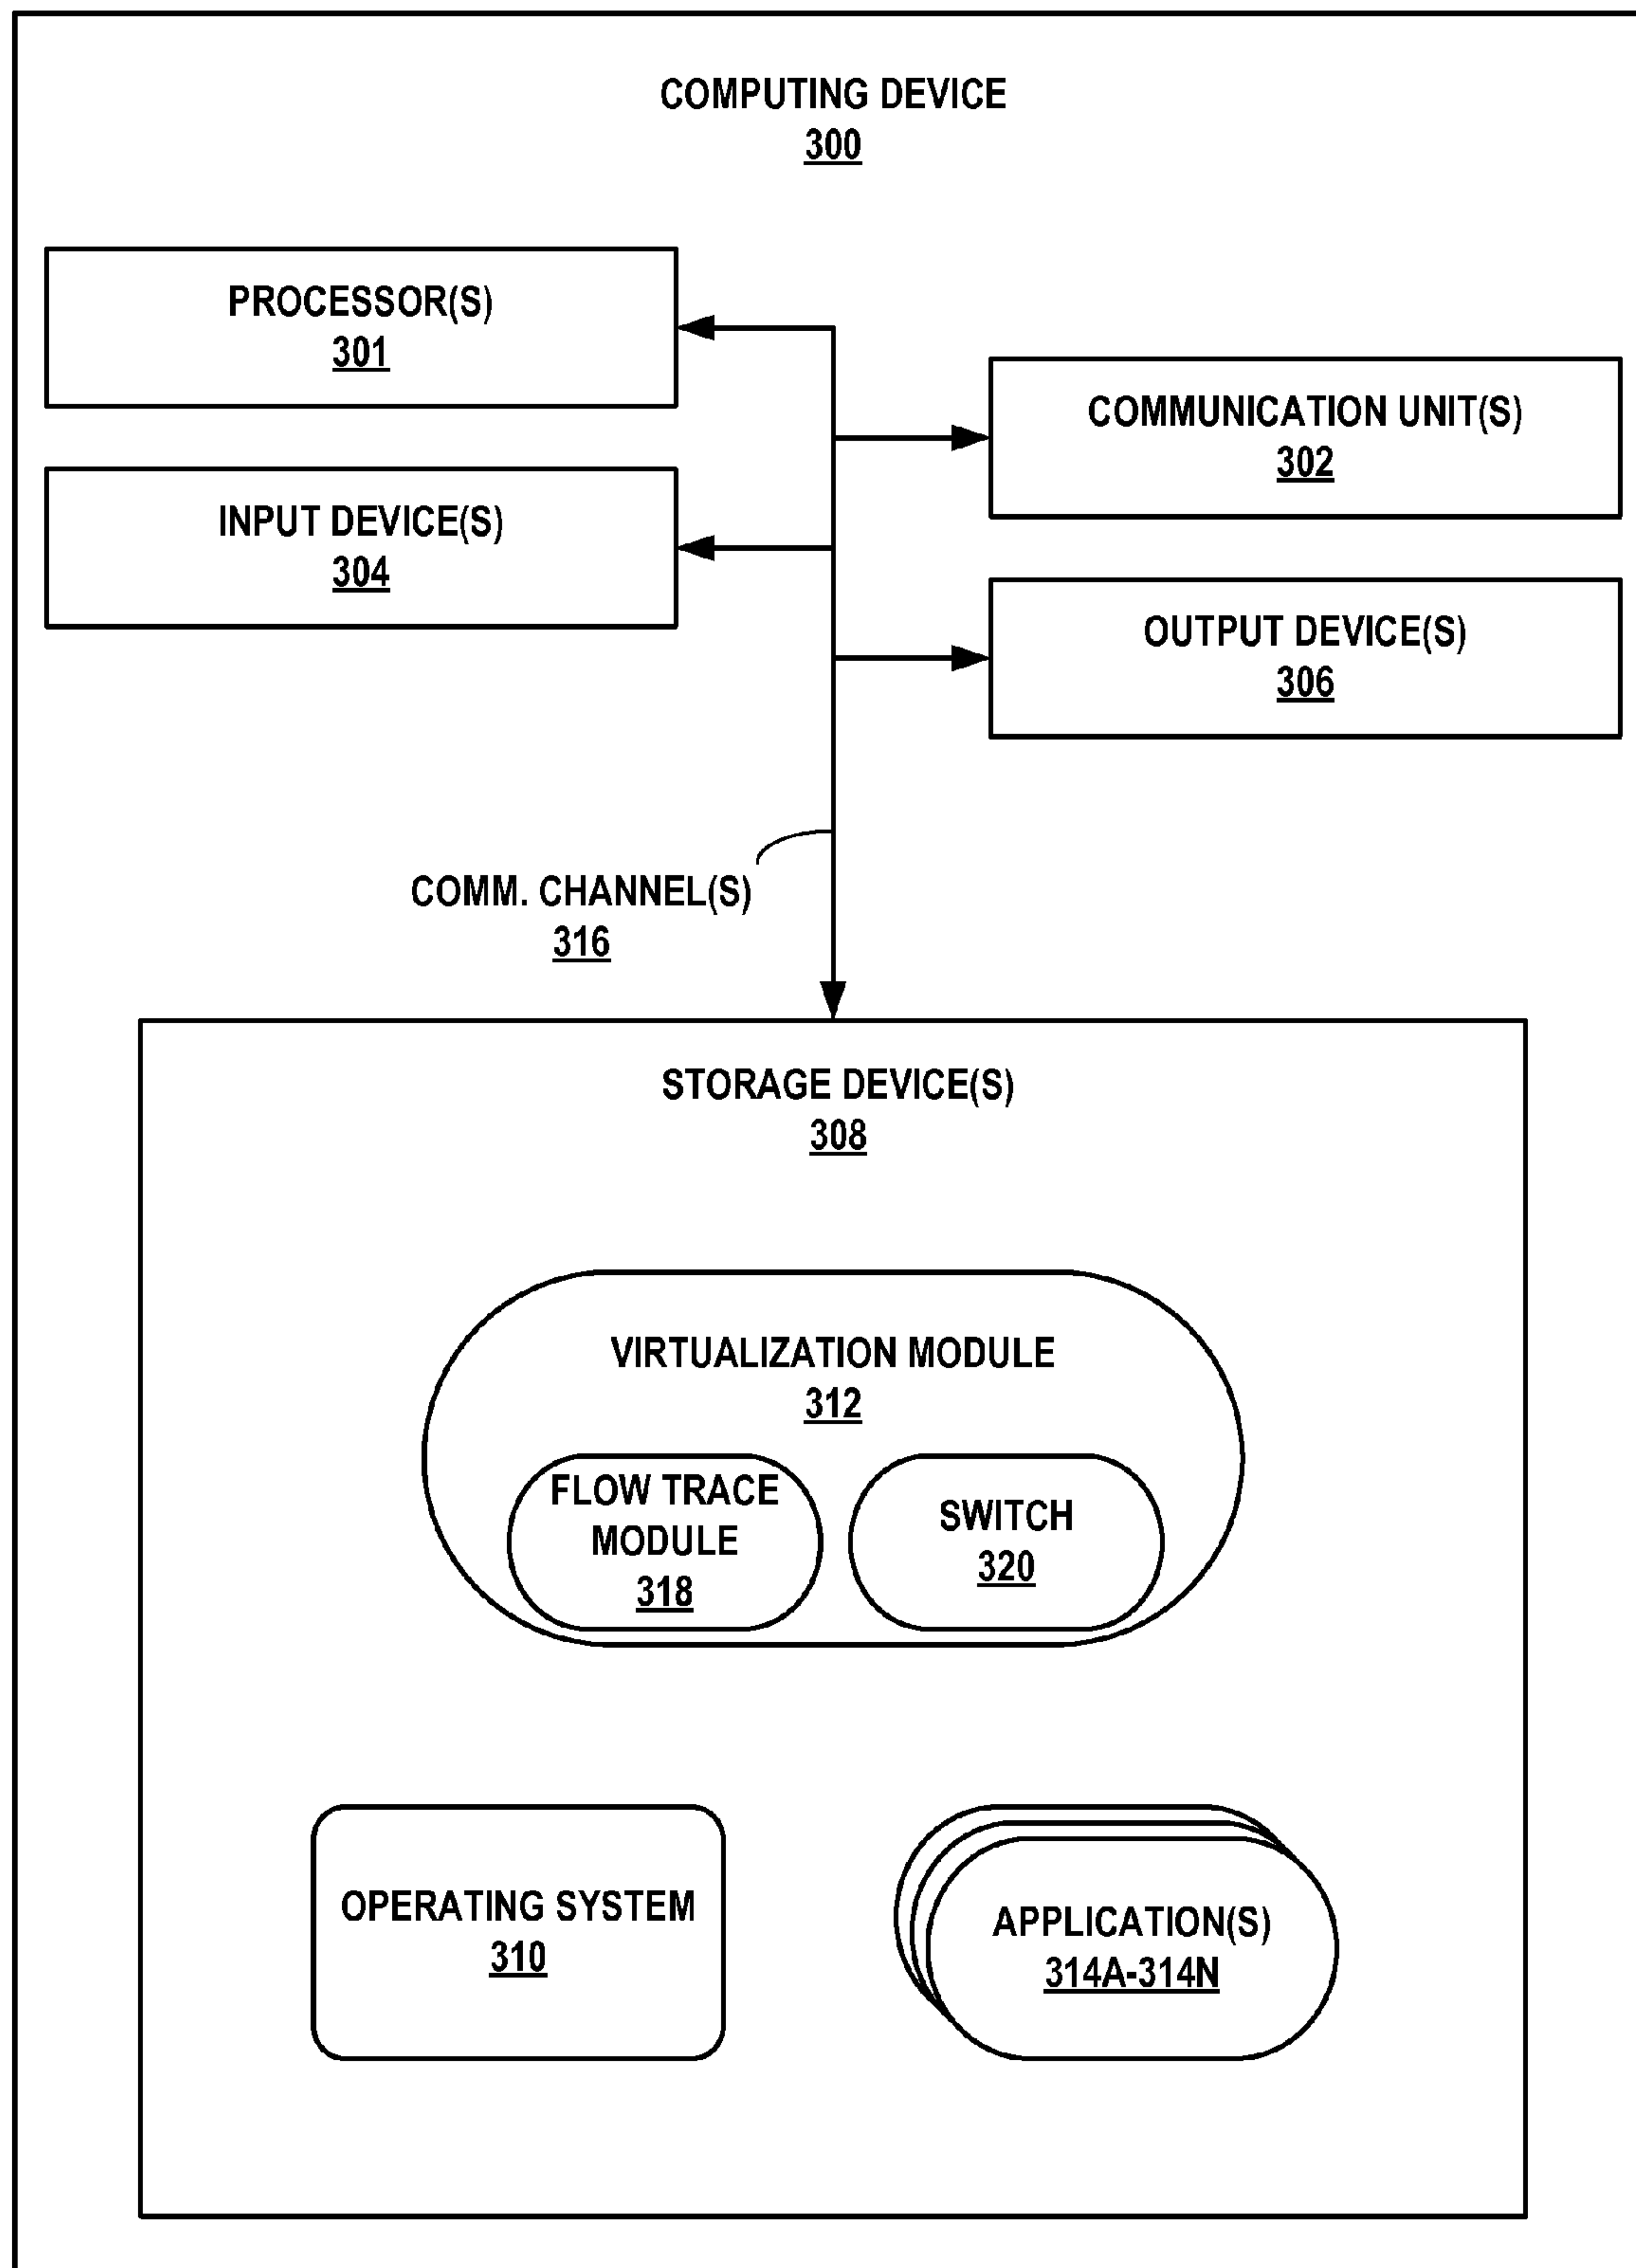 COMPUTING DEVICE
300
PROCESSOR(S)
301
COMMUNICATION UNIT(S)
302
INPUT DEVICE(S)
304
OUTPUT DEVICE(S)
306
COMM. CHANNEL(S)
316
STORAGE DEVICE(S)
308
VIRTUALIZATION MODULE
312
FLOW TRACE
MODULE
318
SWITCH
320
OPERATING SYSTEM
310
APPLICATION(S)
314A-314N